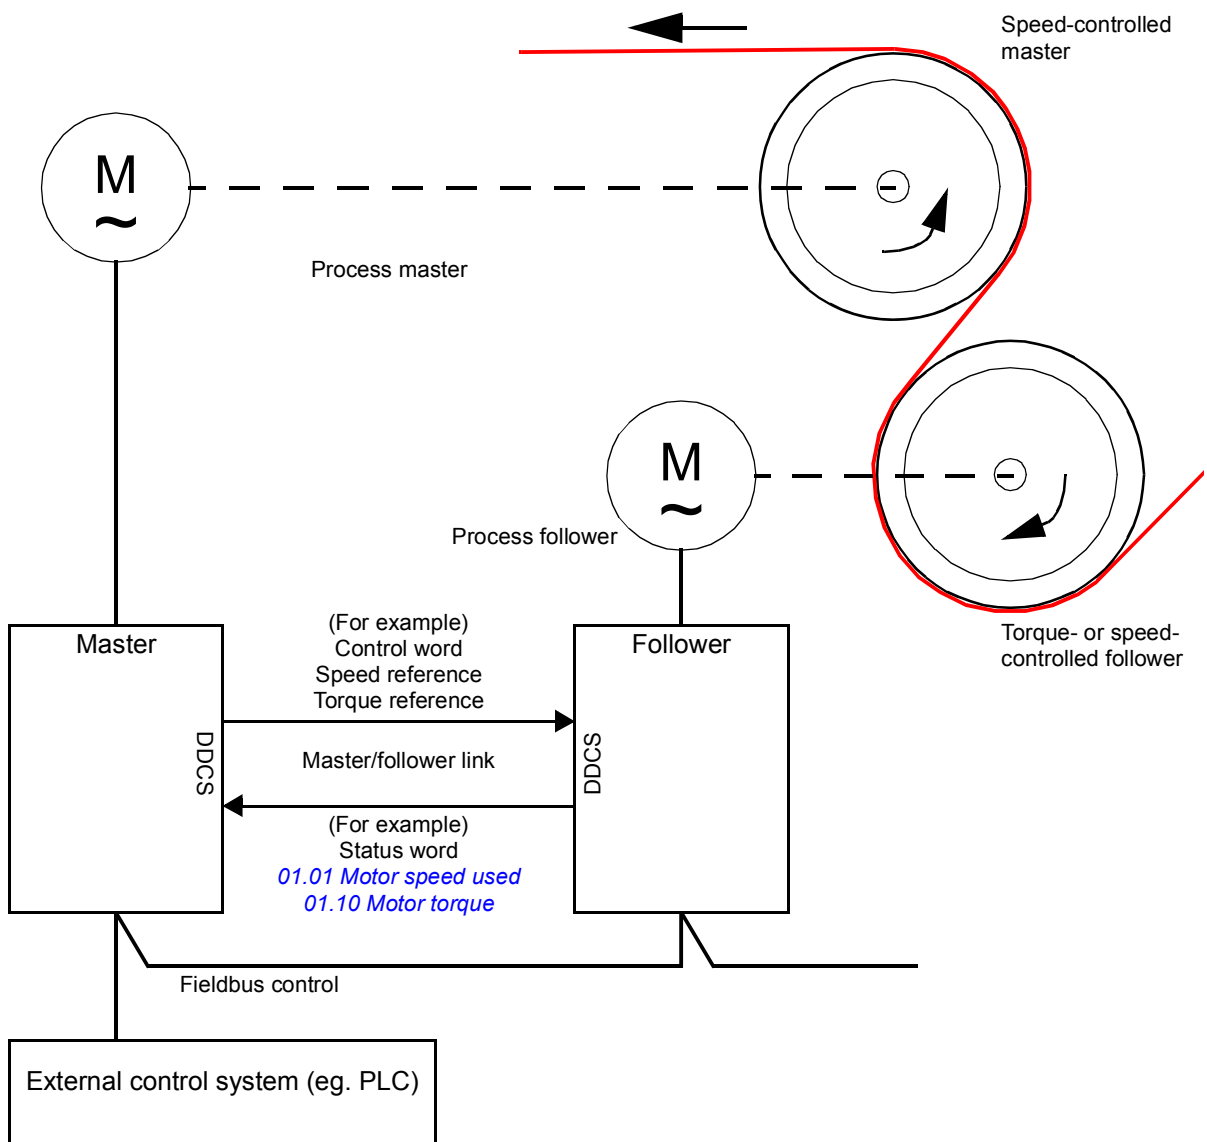 Speed-controlled
master
M
~
Process master
M
~
Process follower
Torque- or speed-
controlled follower
Master
(For example)
Control word
Speed reference
Torque reference
Follower
DDCS
Master/follower link
DDCS
(For example)
Status word
01.01 Motor speed used
01.10 Motor torque
Fieldbus control
External control system (eg. PLC)